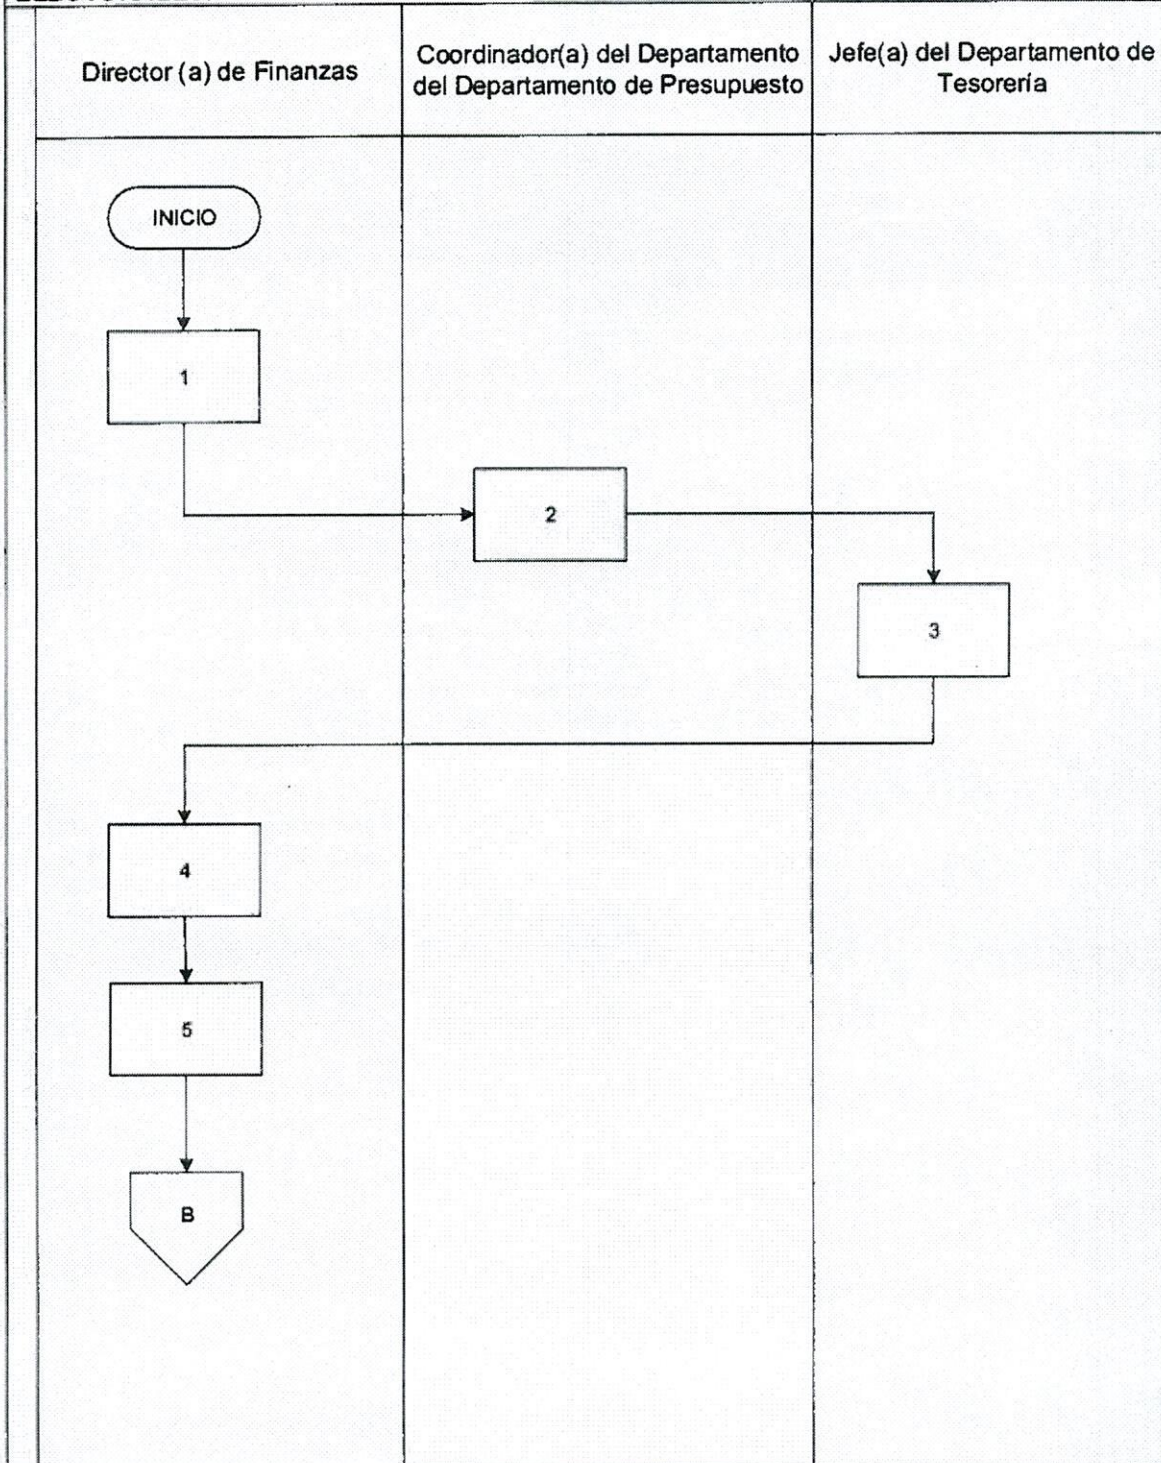 Director (a) de Finanzas
Coordinador(a) del Departamento
del Departamento de Presupuesto
Jefe(a) del Departamento de
Tesorería
INICIO
1
2
3
4
5
B